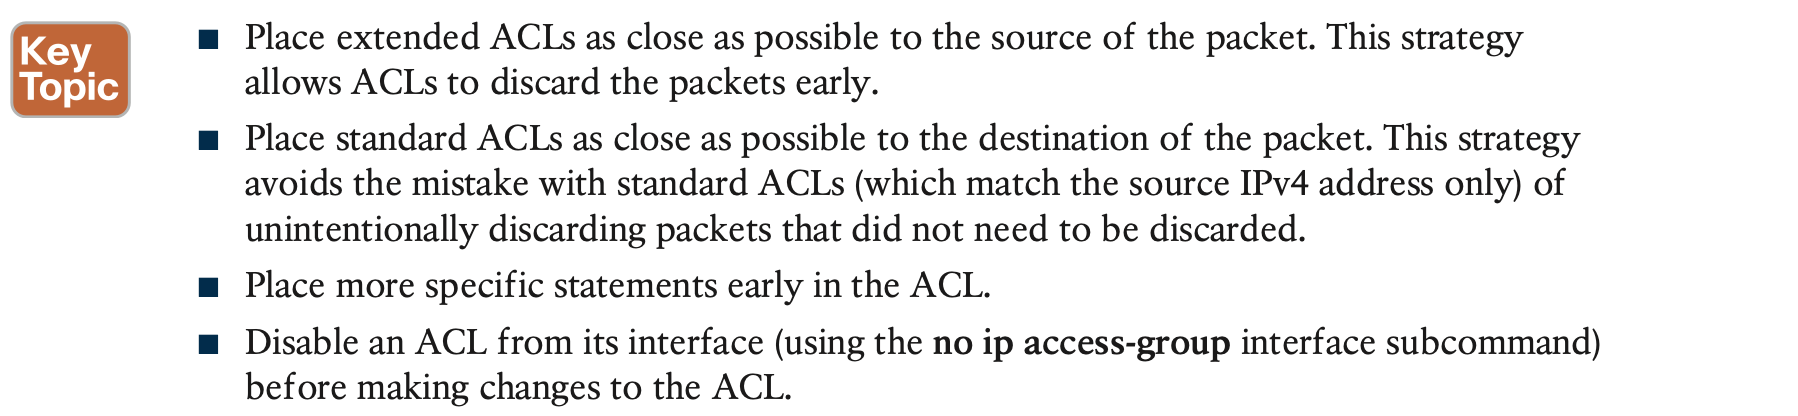 Key
Topic
■ Place extended ACLs as close as possible to the source of the packet. This strategy
allows ACLs to discard the packets early.
■ Place standard ACLs as close as possible to the destination of the packet. This strategy
avoids the mistake with standard ACLs (which match the source IPv4 address only) of
unintentionally discarding packets that did not need to be discarded.
■ Place more specific statements early in the ACL.
■ Disable an ACL from its interface (using the no ip access-group interface subcommand)
before making changes to the ACL.